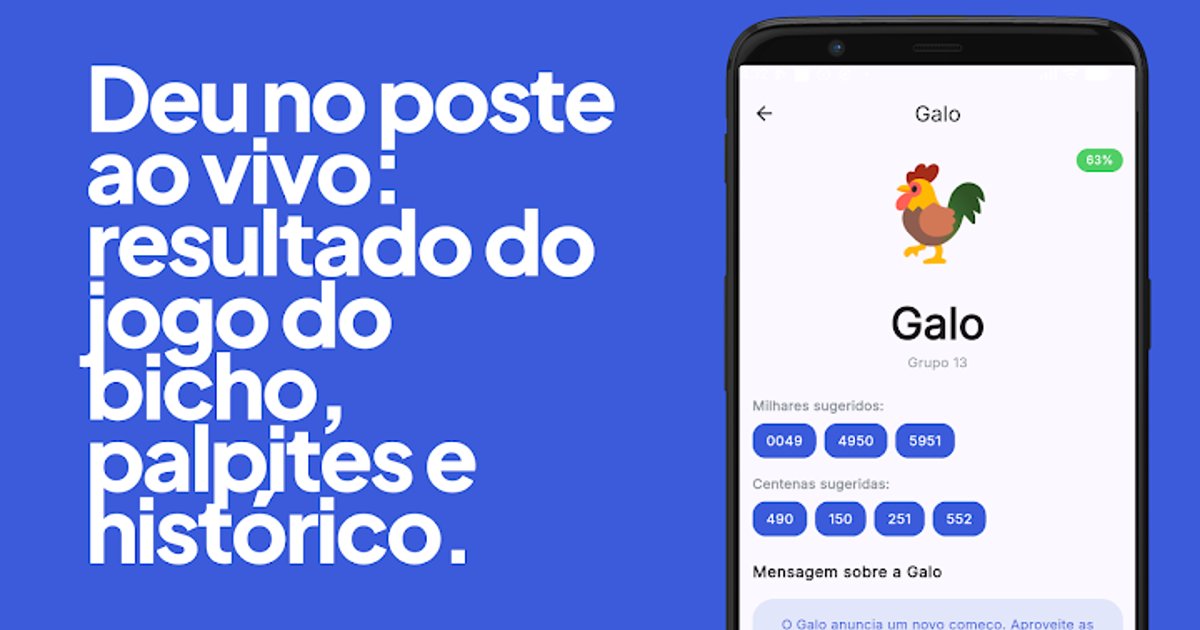 Deu no poste
ao vivo:
resultado do
jogo do
bicho,
palpites e
histórico.
Galo
63%
Galo
Grupo 13
Milhares sugeridos:
0049 4950 5951
Centenas sugeridas:
490 150 251 552
Mensagem sobre a Galo
O Galo anuncia um novo começo. Aproveite as